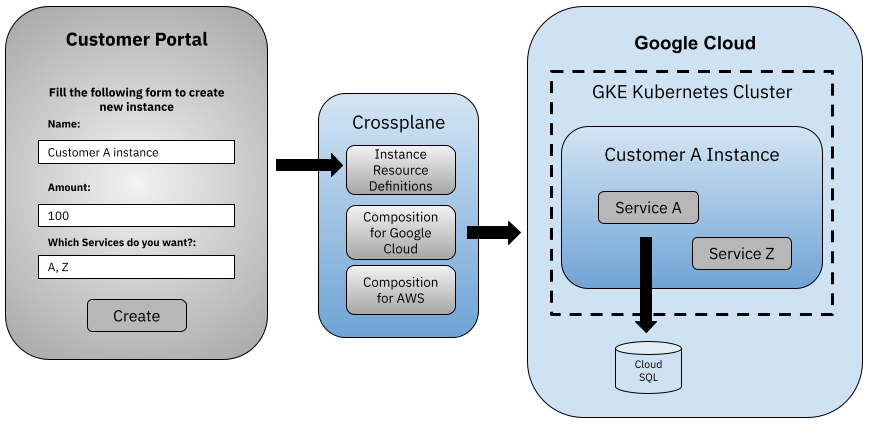 Customer Portal
Fill the following form to create
new instance
Name:
Customer A instance
Amount:
100
Which Services do you want?:
A, Z
Create
Crossplane
Instance
Resource
Definitions
Composition
for Google
Cloud
Composition
for AWS
Google Cloud
GKE Kubernetes Cluster
Customer A Instance
Service A
Service Z
Cloud
SQL